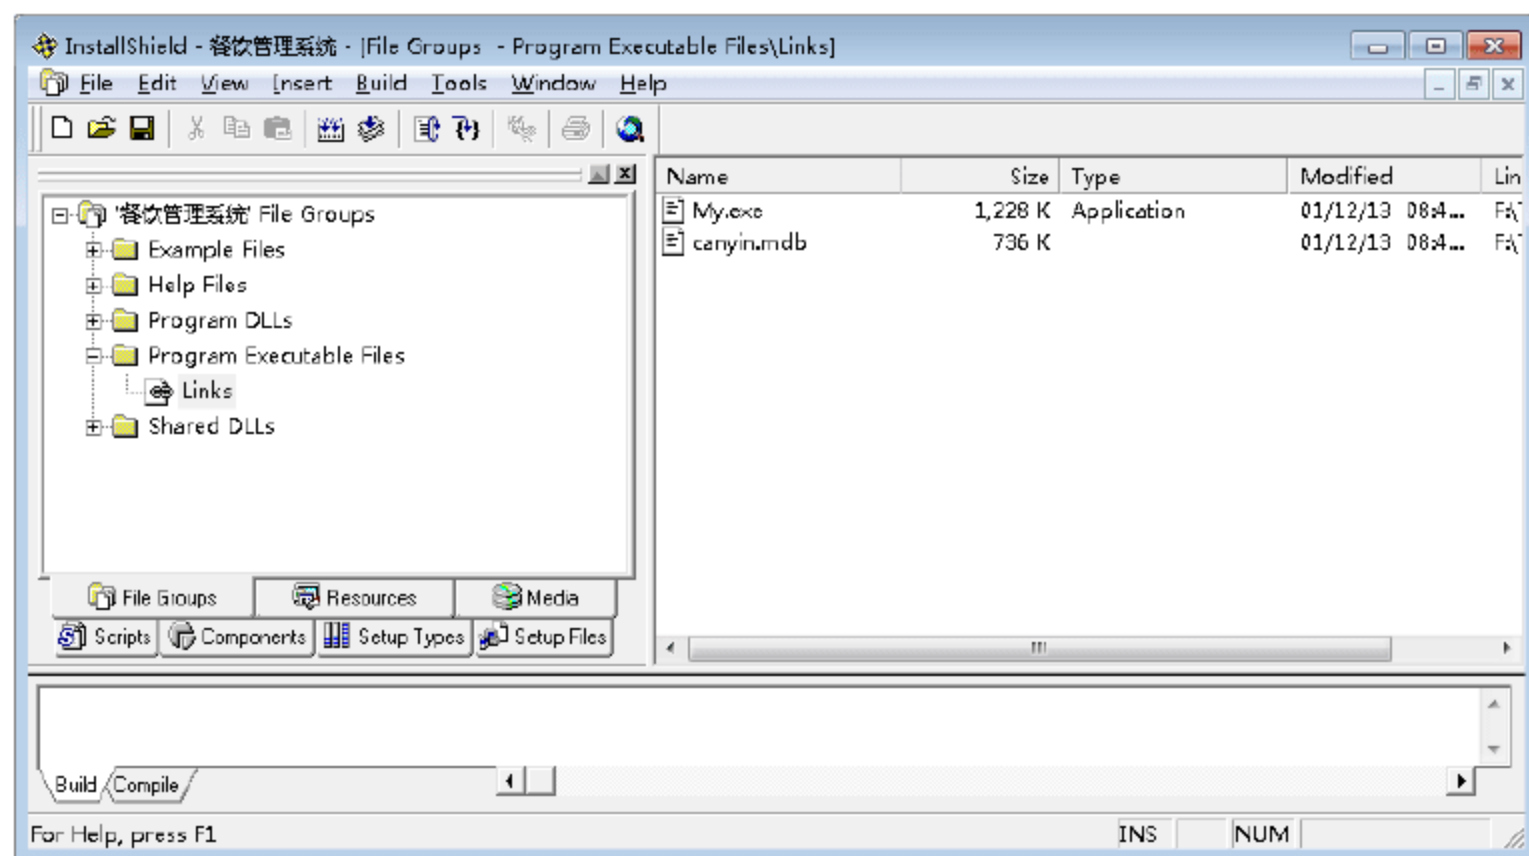 InstallShield - 餐饮管理系统 - [File Groups - Program Executable Files\Links]
File Edit View Insert Build Tools Window Help
Name Size Type Modified Lin
'餐饮管理系统' File Groups
My.exe 1,228 K Application 01/12/13 08:4... F:\
Example Files
canyin.mdb 736 K 01/12/13 08:4... F:\
Help Files
Program DLLs
Program Executable Files
Links
Shared DLLs
File Groups Resources Media
Scripts Components Setup Types Setup Files
Build Compile
For Help, press F1 INS NUM